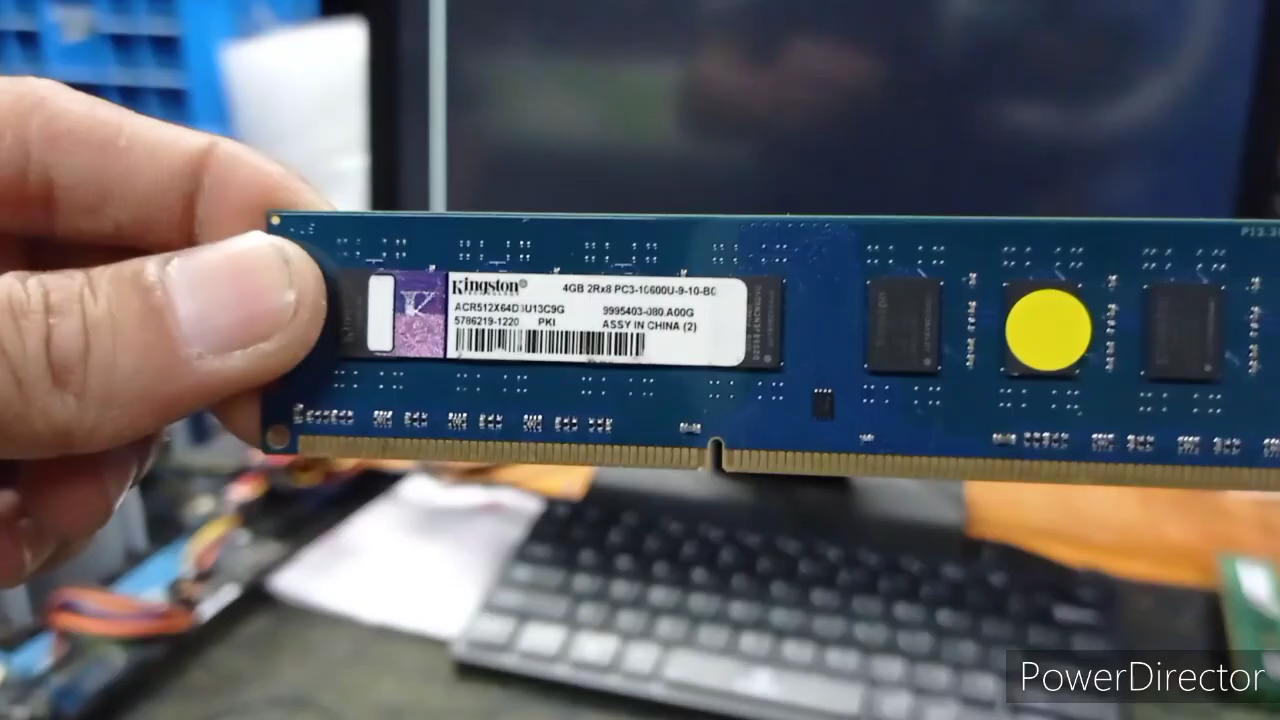 Kingston
TECHNOLOGY
4GB 2Rx8 PC3-10600U-9-10-B0
ACR512X64D3U13C9G
9995403-080.A00G
5786219-1220 PKI
ASSY IN CHINA (2)
PowerDirector